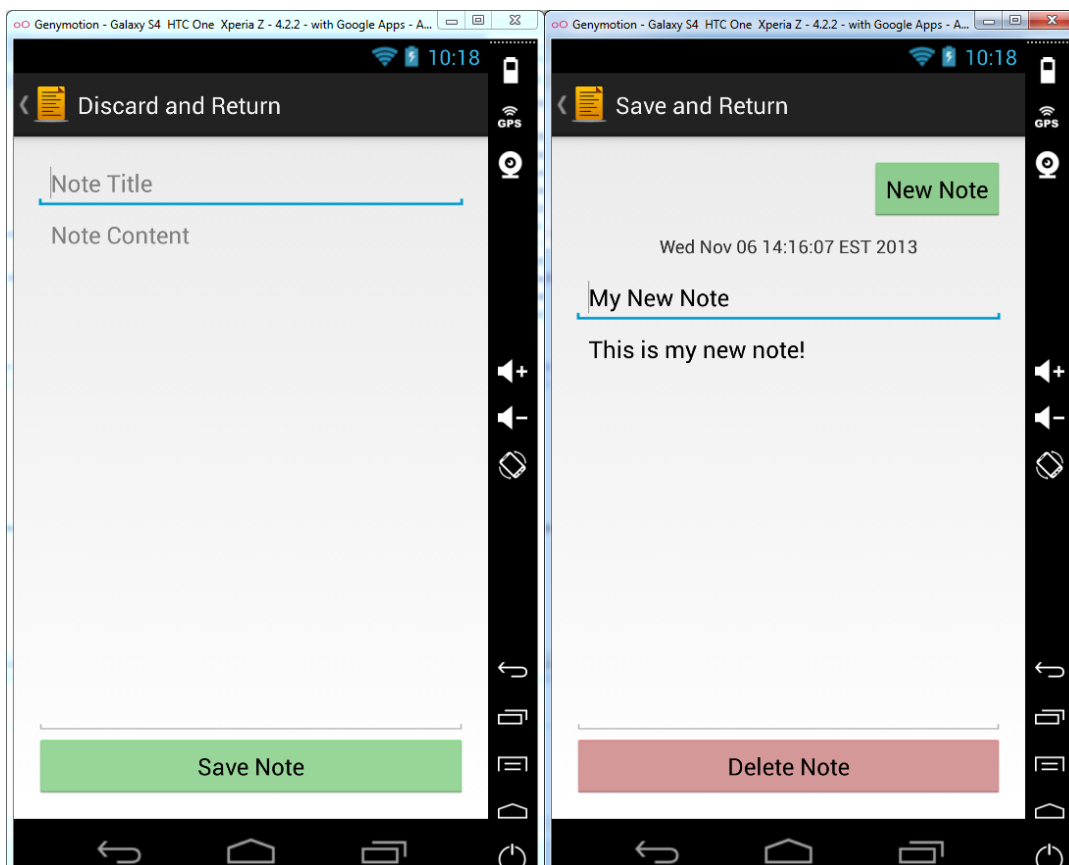 Genymotion - Galaxy S4 HTC One Xperia Z - 4.2.2 - with Google Apps - A...
10:18
Discard and Return
GPS
Note Title
Note Content
Save Note
Genymotion - Galaxy S4 HTC One Xperia Z - 4.2.2 - with Google Apps - A...
10:18
Save and Return
GPS
New Note
Wed Nov 06 14:16:07 EST 2013
My New Note
This is my new note!
Delete Note